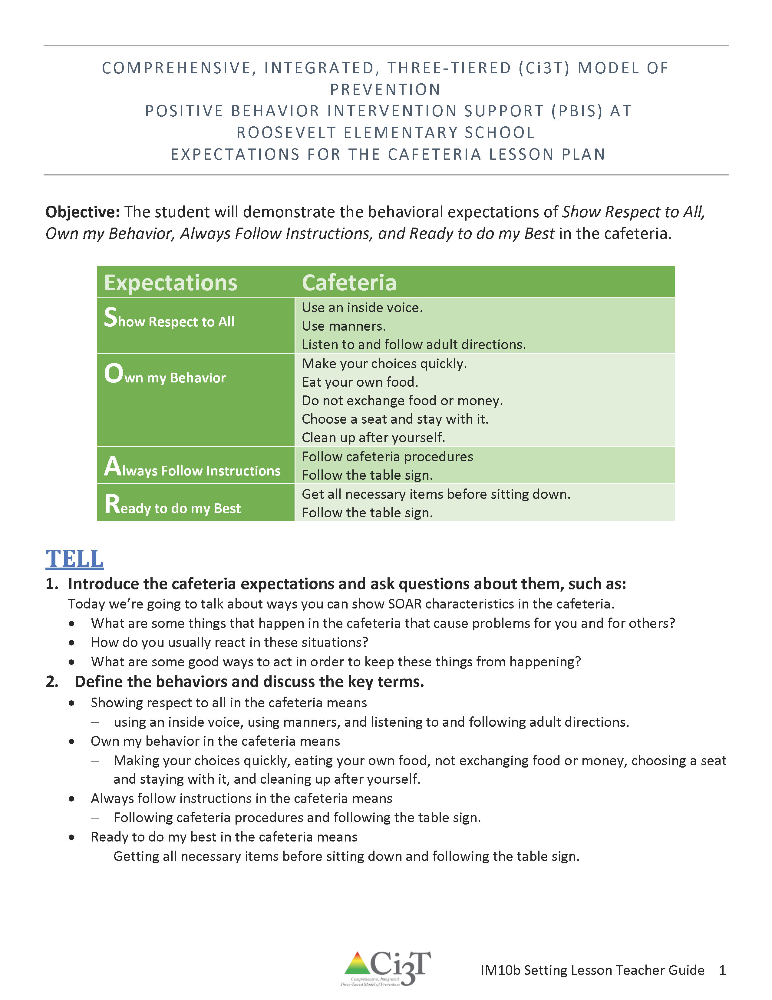 COMPREHENSIVE, INTEGRATED, THREE-TIERED (Ci3T) MODEL OF
PREVENTION
POSITIVE BEHAVIOR INTERVENTION SUPPORT (PBIS) AT
ROOSEVELT ELEMENTARY SCHOOL
EXPECTATIONS FOR THE CAFETERIA LESSON PLAN
Objective: The student will demonstrate the behavioral expectations of Show Respect to All,
Own my Behavior, Always Follow Instructions, and Ready to do my Best in the cafeteria.
Expectations Cafeteria
Show Respect to All
Use an inside voice.
Use manners.
Listen to and follow adult directions.
Own my Behavior
Make your choices quickly.
Eat your own food.
Do not exchange food or money.
Choose a seat and stay with it.
Clean up after yourself.
Always Follow Instructions
Follow cafeteria procedures
Follow the table sign.
Ready to do my Best
Get all necessary items before sitting down.
Follow the table sign.
TELL
1. Introduce the cafeteria expectations and ask questions about them, such as:
Today we’re going to talk about ways you can show SOAR characteristics in the cafeteria.
• What are some things that happen in the cafeteria that cause problems for you and for others?
• How do you usually react in these situations?
• What are some good ways to act in order to keep these things from happening?
2. Define the behaviors and discuss the key terms.
• Showing respect to all in the cafeteria means
– using an inside voice, using manners, and listening to and following adult directions.
• Own my behavior in the cafeteria means
– Making your choices quickly, eating your own food, not exchanging food or money, choosing a seat
and staying with it, and cleaning up after yourself.
• Always follow instructions in the cafeteria means
– Following cafeteria procedures and following the table sign.
• Ready to do my best in the cafeteria means
– Getting all necessary items before sitting down and following the table sign.
Ci3T
Comprehensive, Integrated,
Three-Tiered Model of Prevention
IM10b Setting Lesson Teacher Guide 1